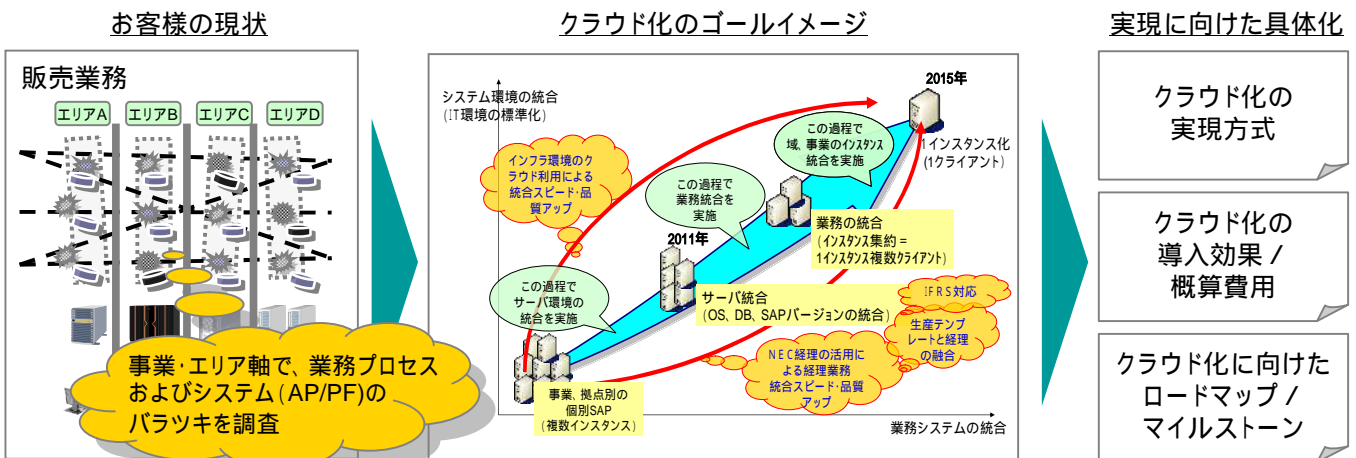 お客様の現状
販売業務
エリアA
エリアB
エリアC
エリアD
事業・エリア軸で、業務プロセス
およびシステム(AP/PF)の
バラツキを調査
クラウド化のゴールイメージ
システム環境の統合
(IT環境の標準化)
インフラ環境のク
ラウド利用による
統合スピード・品
質アップ
この過程で
サーバ環境の
統合を実施
この過程で
業務統合を
実施
この過程で
域、事業のインスタンス
統合を実施
2015年
1インスタンス化
(1クライアント)
2011年
業務の統合
(インスタンス集約 =
1インスタンス複数クライアント)
サーバ統合
(OS、DB、SAPバージョンの統合)
IFRS対応
生産テンプ
レートと経理
の融合
NEC経理の活用に
よる経理業務
統合スピード・品質
アップ
事業、拠点別の
個別SAP
(複数インスタンス)
業務システムの統合
実現に向けた具体化
クラウド化の
実現方式
クラウド化の
導入効果 /
概算費用
クラウド化に向けた
ロードマップ /
マイルストーン